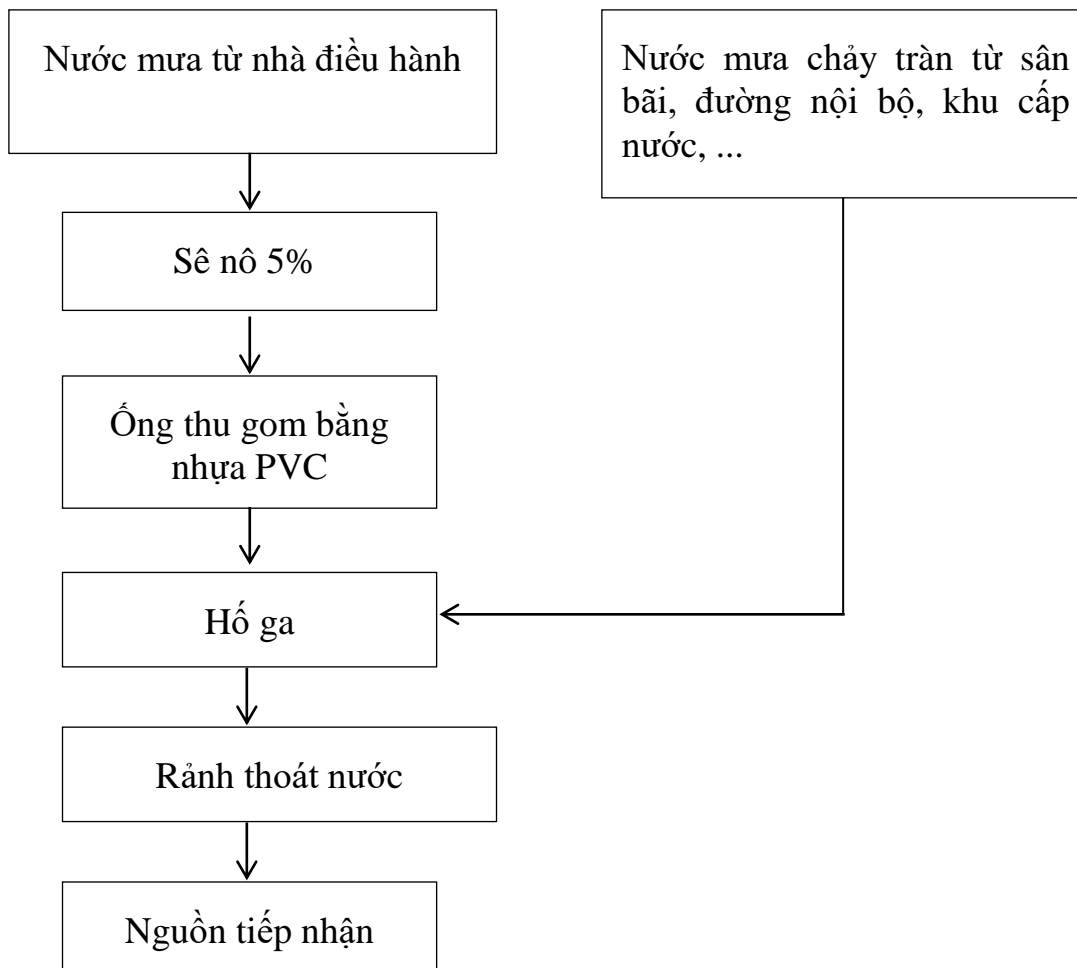 Nước mưa từ nhà điều hành
Nước mưa chảy tràn từ sân
bãi, đường nội bộ, khu cấp
nước, ...
Sê nô 5%
Ống thu gom bằng
nhựa PVC
Hố ga
Rảnh thoát nước
Nguồn tiếp nhận